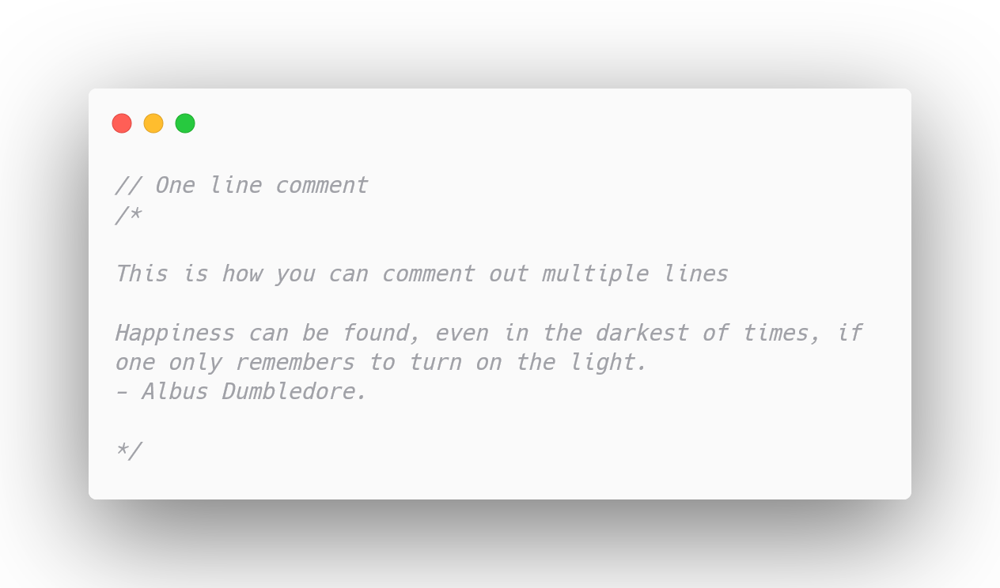 // One line comment
/*
This is how you can comment out multiple lines
Happiness can be found, even in the darkest of times, if
one only remembers to turn on the light.
- Albus Dumbledore.
*/